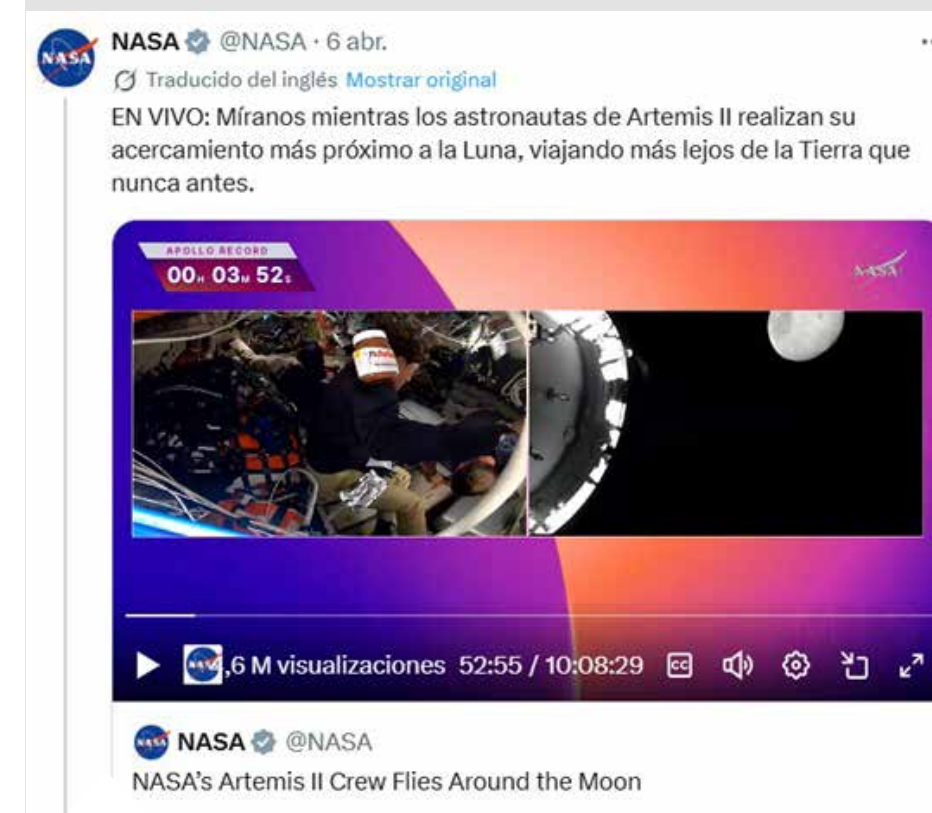 NASA @NASA · 6 abr.
Traducido del inglés Mostrar original
EN VIVO: Míranos mientras los astronautas de Artemis II realizan su
acercamiento más próximo a la Luna, viajando más lejos de la Tierra que
nunca antes.
APOLLO RECORD
00H 03M 52S
NASA
nutella
,6 M visualizaciones 52:55 / 10:08:29 CC
NASA @NASA
NASA's Artemis II Crew Flies Around the Moon